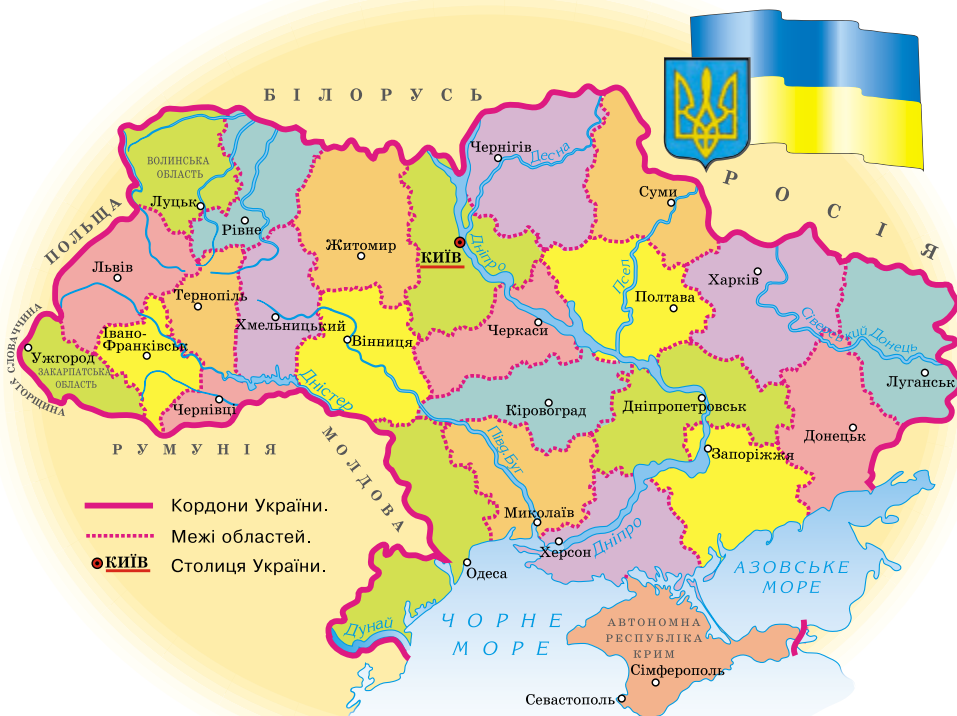 БІЛОРУСЬ
РОСІЯ
ПОЛЬЩА
СЛОВАЧЧИНА
УГОРЩИНА
РУМУНІЯ
МОЛДОВА
ВОЛИНСЬКА
ОБЛАСТЬ
Луцьк
Рівне
Житомир
КИЇВ
Чернігів
Десна
Суми
Дніпро
Псел
Полтава
Харків
Сіверський Донець
Луганськ
Львів
Тернопіль
Хмельницький
Вінниця
Черкаси
Івано-
Франківськ
Ужгород
ЗАКАРПАТСЬКА
ОБЛАСТЬ
Чернівці
Дністер
Кіровоград
Дніпропетровськ
Донецьк
Запоріжжя
Півд.Буг
Миколаїв
Херсон
Дніпро
Одеса
Дунай
ЧОРНЕ
МОРЕ
АЗОВСЬКЕ
МОРЕ
АВТОНОМНА
РЕСПУБЛІКА
КРИМ
Сімферополь
Севастополь
Кордони України.
Межі областей.
КИЇВ Столиця України.